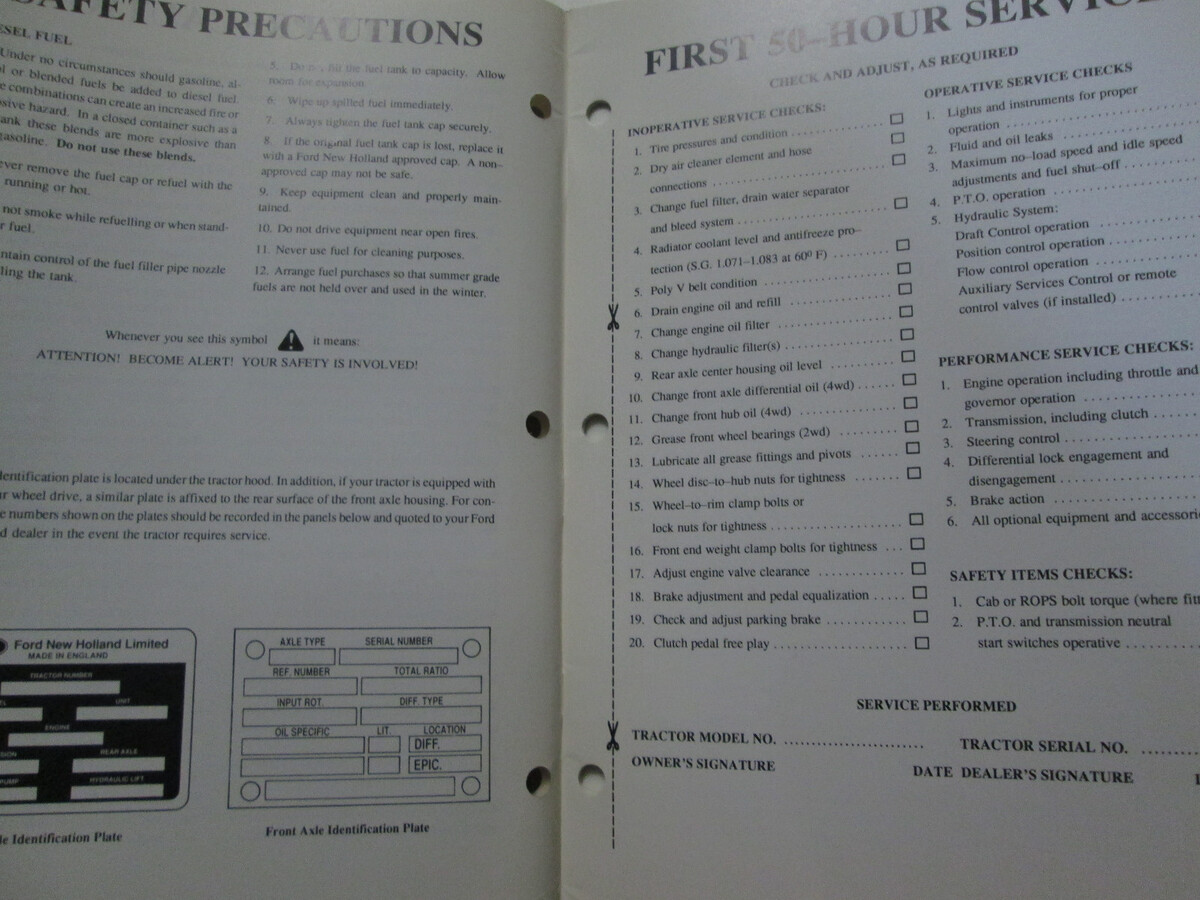 SAFETY PRECAUTIONS
DIESEL FUEL
Under no circumstances should gasoline, al-
or blended fuels be added to diesel fuel.
combinations can create an increased fire or
hazard. In a closed container such as a
tank these blends are more explosive than
gasoline. Do not use these blends.
never remove the fuel cap or refuel with the
running or hot.
not smoke while refuelling or when stand-
fuel.
control of the fuel filler pipe nozzle
the tank.
5. Do not fill the fuel tank to capacity. Allow
room for expansion.
6. Wipe up spilled fuel immediately.
7. Always tighten the fuel tank cap securely.
8. If the original fuel tank cap is lost, replace it
with a Ford New Holland approved cap. A non-
approved cap may not be safe.
9. Keep equipment clean and properly main-
tained.
10. Do not drive equipment near open fires.
11. Never use fuel for cleaning purposes.
12. Arrange fuel purchases so that summer grade
fuels are not held over and used in the winter.
Whenever you see this symbol it means:
ATTENTION! BECOME ALERT! YOUR SAFETY IS INVOLVED!
identification plate is located under the tractor hood. In addition, if your tractor is equipped with
wheel drive, a similar plate is affixed to the rear surface of the front axle housing. For con-
numbers shown on the plates should be recorded in the panels below and quoted to your Ford
dealer in the event the tractor requires service.
Ford New Holland Limited
MADE IN ENGLAND
TRACTOR NUMBER
UNIT
ENGINE
REAR AXLE
PUMP HYDRAULIC LIFT
Identification Plate
AXLE TYPE SERIAL NUMBER
REF. NUMBER TOTAL RATIO
INPUT ROT. DIFF. TYPE
OIL SPECIFIC LIT. LOCATION
DIFF.
EPIC.
Front Axle Identification Plate
FIRST 50–HOUR SERVICE
CHECK AND ADJUST, AS REQUIRED
INOPERATIVE SERVICE CHECKS:
1. Tire pressures and condition
2. Dry air cleaner element and hose
connections
3. Change fuel filter, drain water separator
and bleed system
4. Radiator coolant level and antifreeze pro–
tection (S.G. 1.071–1.083 at 60⁰ F)
5. Poly V belt condition
6. Drain engine oil and refill
7. Change engine oil filter
8. Change hydraulic filter(s)
9. Rear axle center housing oil level
10. Change front axle differential oil (4wd)
11. Change front hub oil (4wd)
12. Grease front wheel bearings (2wd)
13. Lubricate all grease fittings and pivots
14. Wheel disc–to–hub nuts for tightness
15. Wheel–to–rim clamp bolts or
lock nuts for tightness
16. Front end weight clamp bolts for tightness
17. Adjust engine valve clearance
18. Brake adjustment and pedal equalization
19. Check and adjust parking brake
20. Clutch pedal free play
OPERATIVE SERVICE CHECKS
1. Lights and instruments for proper
operation
2. Fluid and oil leaks
3. Maximum no–load speed and idle speed
adjustments and fuel shut–off
4. P.T.O. operation
5. Hydraulic System:
Draft Control operation
Position control operation
Flow control operation
Auxiliary Services Control or remote
control valves (if installed)
PERFORMANCE SERVICE CHECKS:
1. Engine operation including throttle and
governor operation
2. Transmission, including clutch
3. Steering control
4. Differential lock engagement and
disengagement
5. Brake action
6. All optional equipment and accessori
SAFETY ITEMS CHECKS:
1. Cab or ROPS bolt torque (where fitt
2. P.T.O. and transmission neutral
start switches operative
SERVICE PERFORMED
TRACTOR MODEL NO. TRACTOR SERIAL NO.
OWNER'S SIGNATURE DATE DEALER'S SIGNATURE